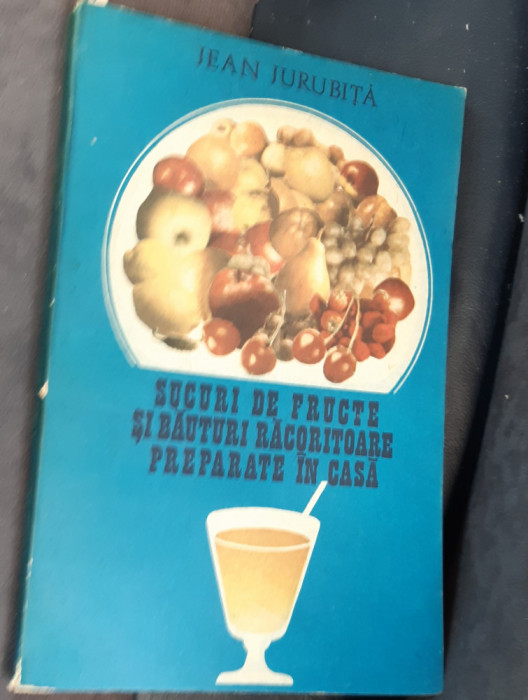 JEAN JURUBIȚĂ
SUCURI DE FRUCTE
ȘI BĂUTURI RĂCORITOARE
PREPARATE ÎN CASĂ